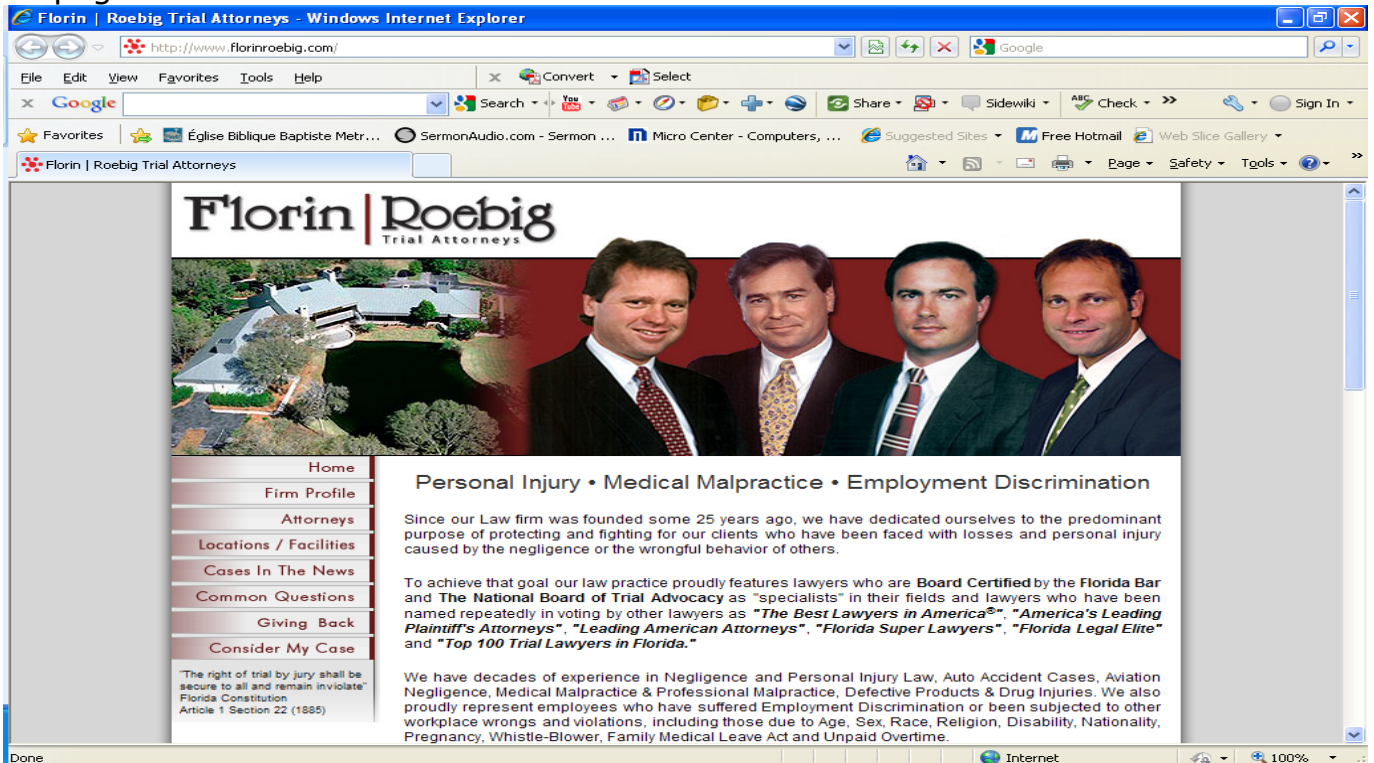 Florin | Roebig Trial Attorneys - Windows Internet Explorer
http://www.florinroebig.com/
Google
File Edit View Favorites Tools Help x Convert Select
x Google Search You Tube Share Sidewiki ABC Check >> Sign In
Favorites Église Biblique Baptiste Metr... SermonAudio.com - Sermon ... Micro Center - Computers, ... Suggested Sites Free Hotmail Web Slice Gallery
Florin | Roebig Trial Attorneys Page Safety Tools >>
Florin | Roebig
Trial Attorneys
Home
Firm Profile
Attorneys
Locations / Facilities
Cases In The News
Common Questions
Giving Back
Consider My Case
"The right of trial by jury shall be
secure to all and remain inviolate"
Florida Constitution
Article 1 Section 22 (1885)
Personal Injury • Medical Malpractice • Employment Discrimination
Since our Law firm was founded some 25 years ago, we have dedicated ourselves to the predominant
purpose of protecting and fighting for our clients who have been faced with losses and personal injury
caused by the negligence or the wrongful behavior of others.
To achieve that goal our law practice proudly features lawyers who are Board Certified by the Florida Bar
and The National Board of Trial Advocacy as "specialists" in their fields and lawyers who have been
named repeatedly in voting by other lawyers as "The Best Lawyers in America®", "America's Leading
Plaintiff's Attorneys", "Leading American Attorneys", "Florida Super Lawyers", "Florida Legal Elite"
and "Top 100 Trial Lawyers in Florida."
We have decades of experience in Negligence and Personal Injury Law, Auto Accident Cases, Aviation
Negligence, Medical Malpractice & Professional Malpractice, Defective Products & Drug Injuries. We also
proudly represent employees who have suffered Employment Discrimination or been subjected to other
workplace wrongs and violations, including those due to Age, Sex, Race, Religion, Disability, Nationality,
Pregnancy, Whistle-Blower, Family Medical Leave Act and Unpaid Overtime.
Done Internet 100%